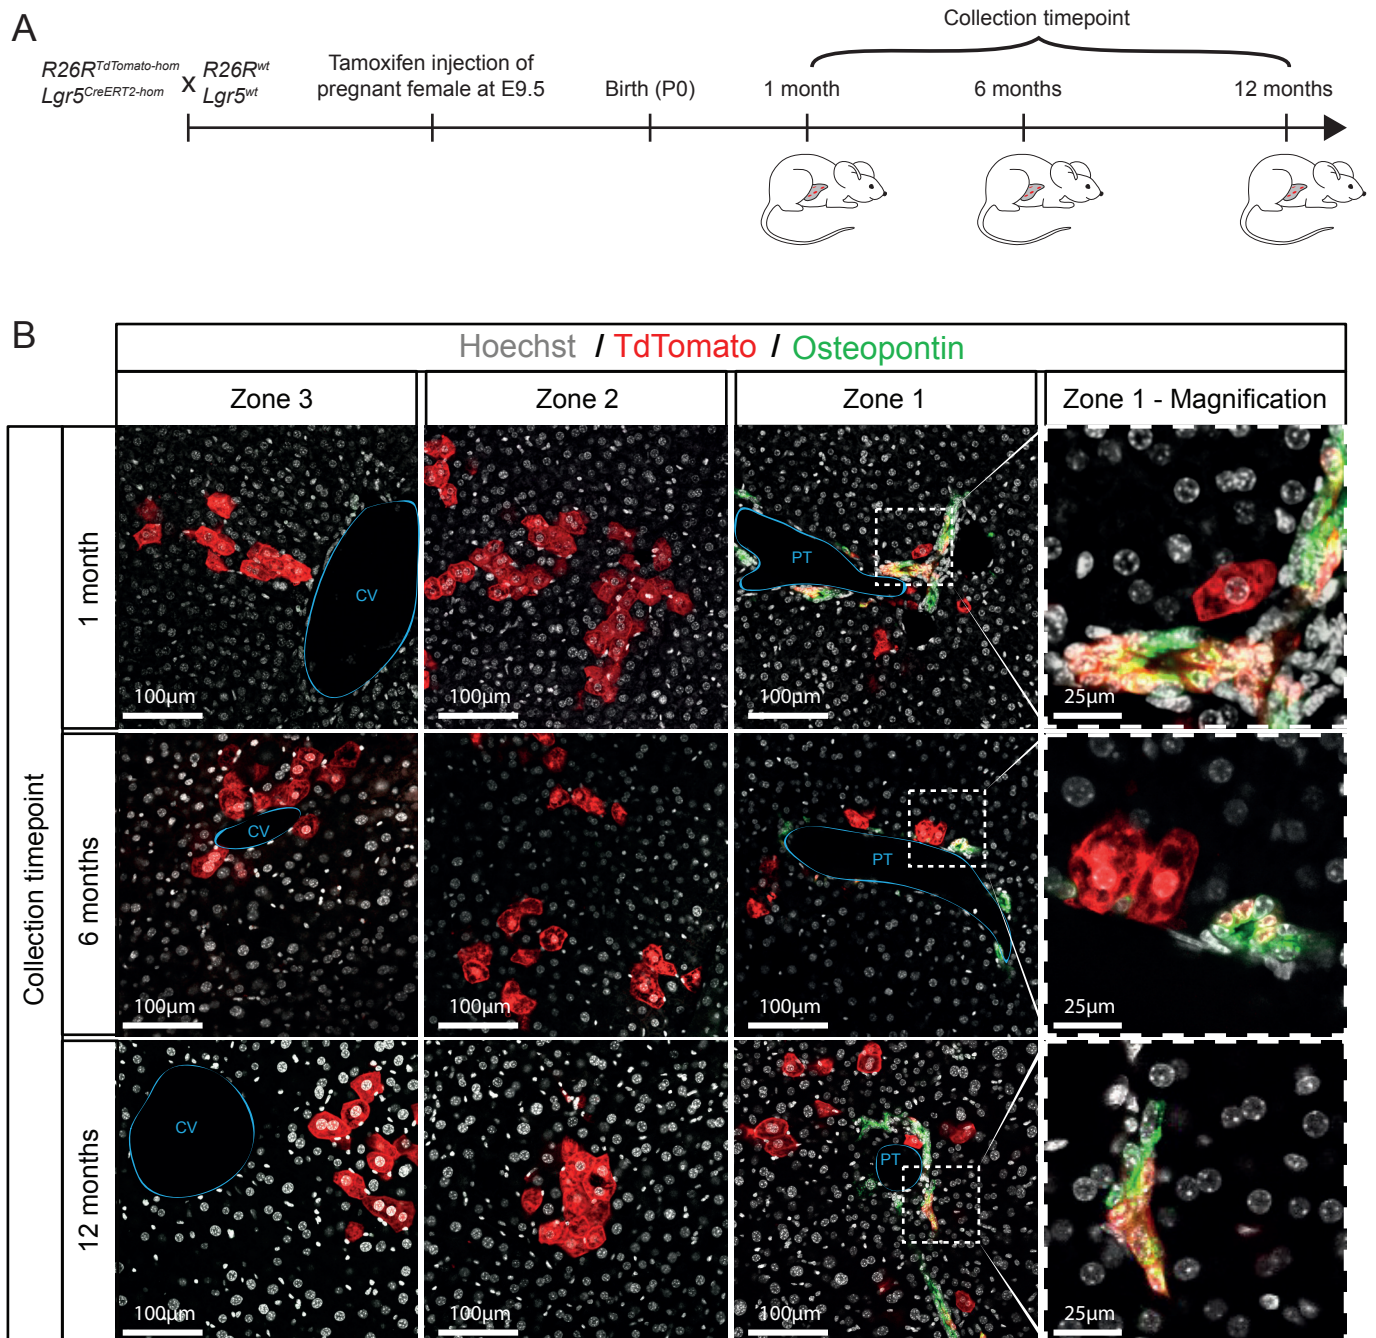 A
Collection timepoint
R26R^TdTomato-hom X R26R^wt
Lgr5^CreERT2-hom Lgr5^wt
Tamoxifen injection of
pregnant female at E9.5
Birth (P0)
1 month
6 months
12 months
B
Hoechst / TdTomato / Osteopontin
Zone 3
Zone 2
Zone 1
Zone 1 - Magnification
Collection timepoint
1 month
CV
100µm
100µm
PT
100µm
25µm
6 months
CV
100µm
100µm
PT
100µm
25µm
12 months
CV
100µm
100µm
PT
100µm
25µm